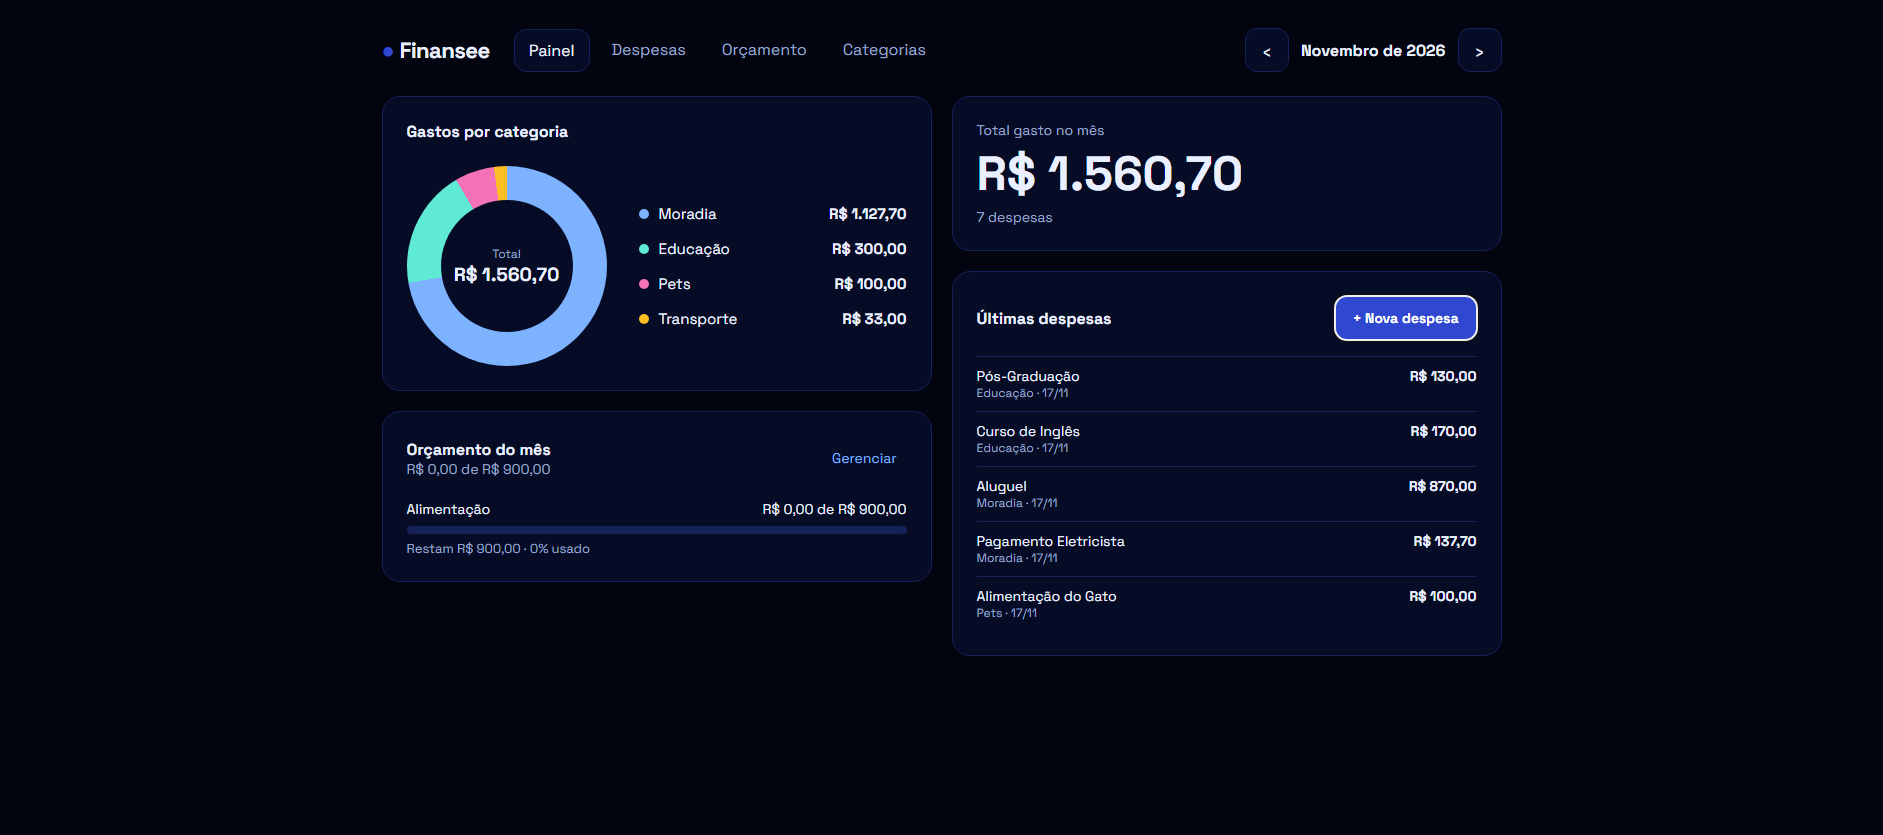 Finansee
Painel
Despesas
Orçamento
Categorias
<
Novembro de 2026
>
Gastos por categoria
Total
R$ 1.560,70
Moradia R$ 1.127,70
Educação R$ 300,00
Pets R$ 100,00
Transporte R$ 33,00
Orçamento do mês
R$ 0,00 de R$ 900,00
Gerenciar
Alimentação R$ 0,00 de R$ 900,00
Restam R$ 900,00 · 0% usado
Total gasto no mês
R$ 1.560,70
7 despesas
Últimas despesas
+ Nova despesa
Pós-Graduação R$ 130,00
Educação · 17/11
Curso de Inglês R$ 170,00
Educação · 17/11
Aluguel R$ 870,00
Moradia · 17/11
Pagamento Eletricista R$ 137,70
Moradia · 17/11
Alimentação do Gato R$ 100,00
Pets · 17/11